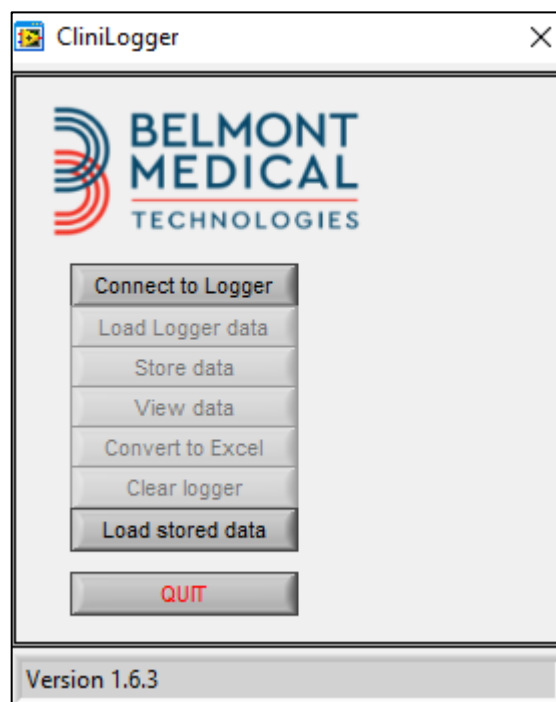 CliniLogger
BELMONT
MEDICAL
TECHNOLOGIES
Connect to Logger
Load Logger data
Store data
View data
Convert to Excel
Clear logger
Load stored data
QUIT
Version 1.6.3